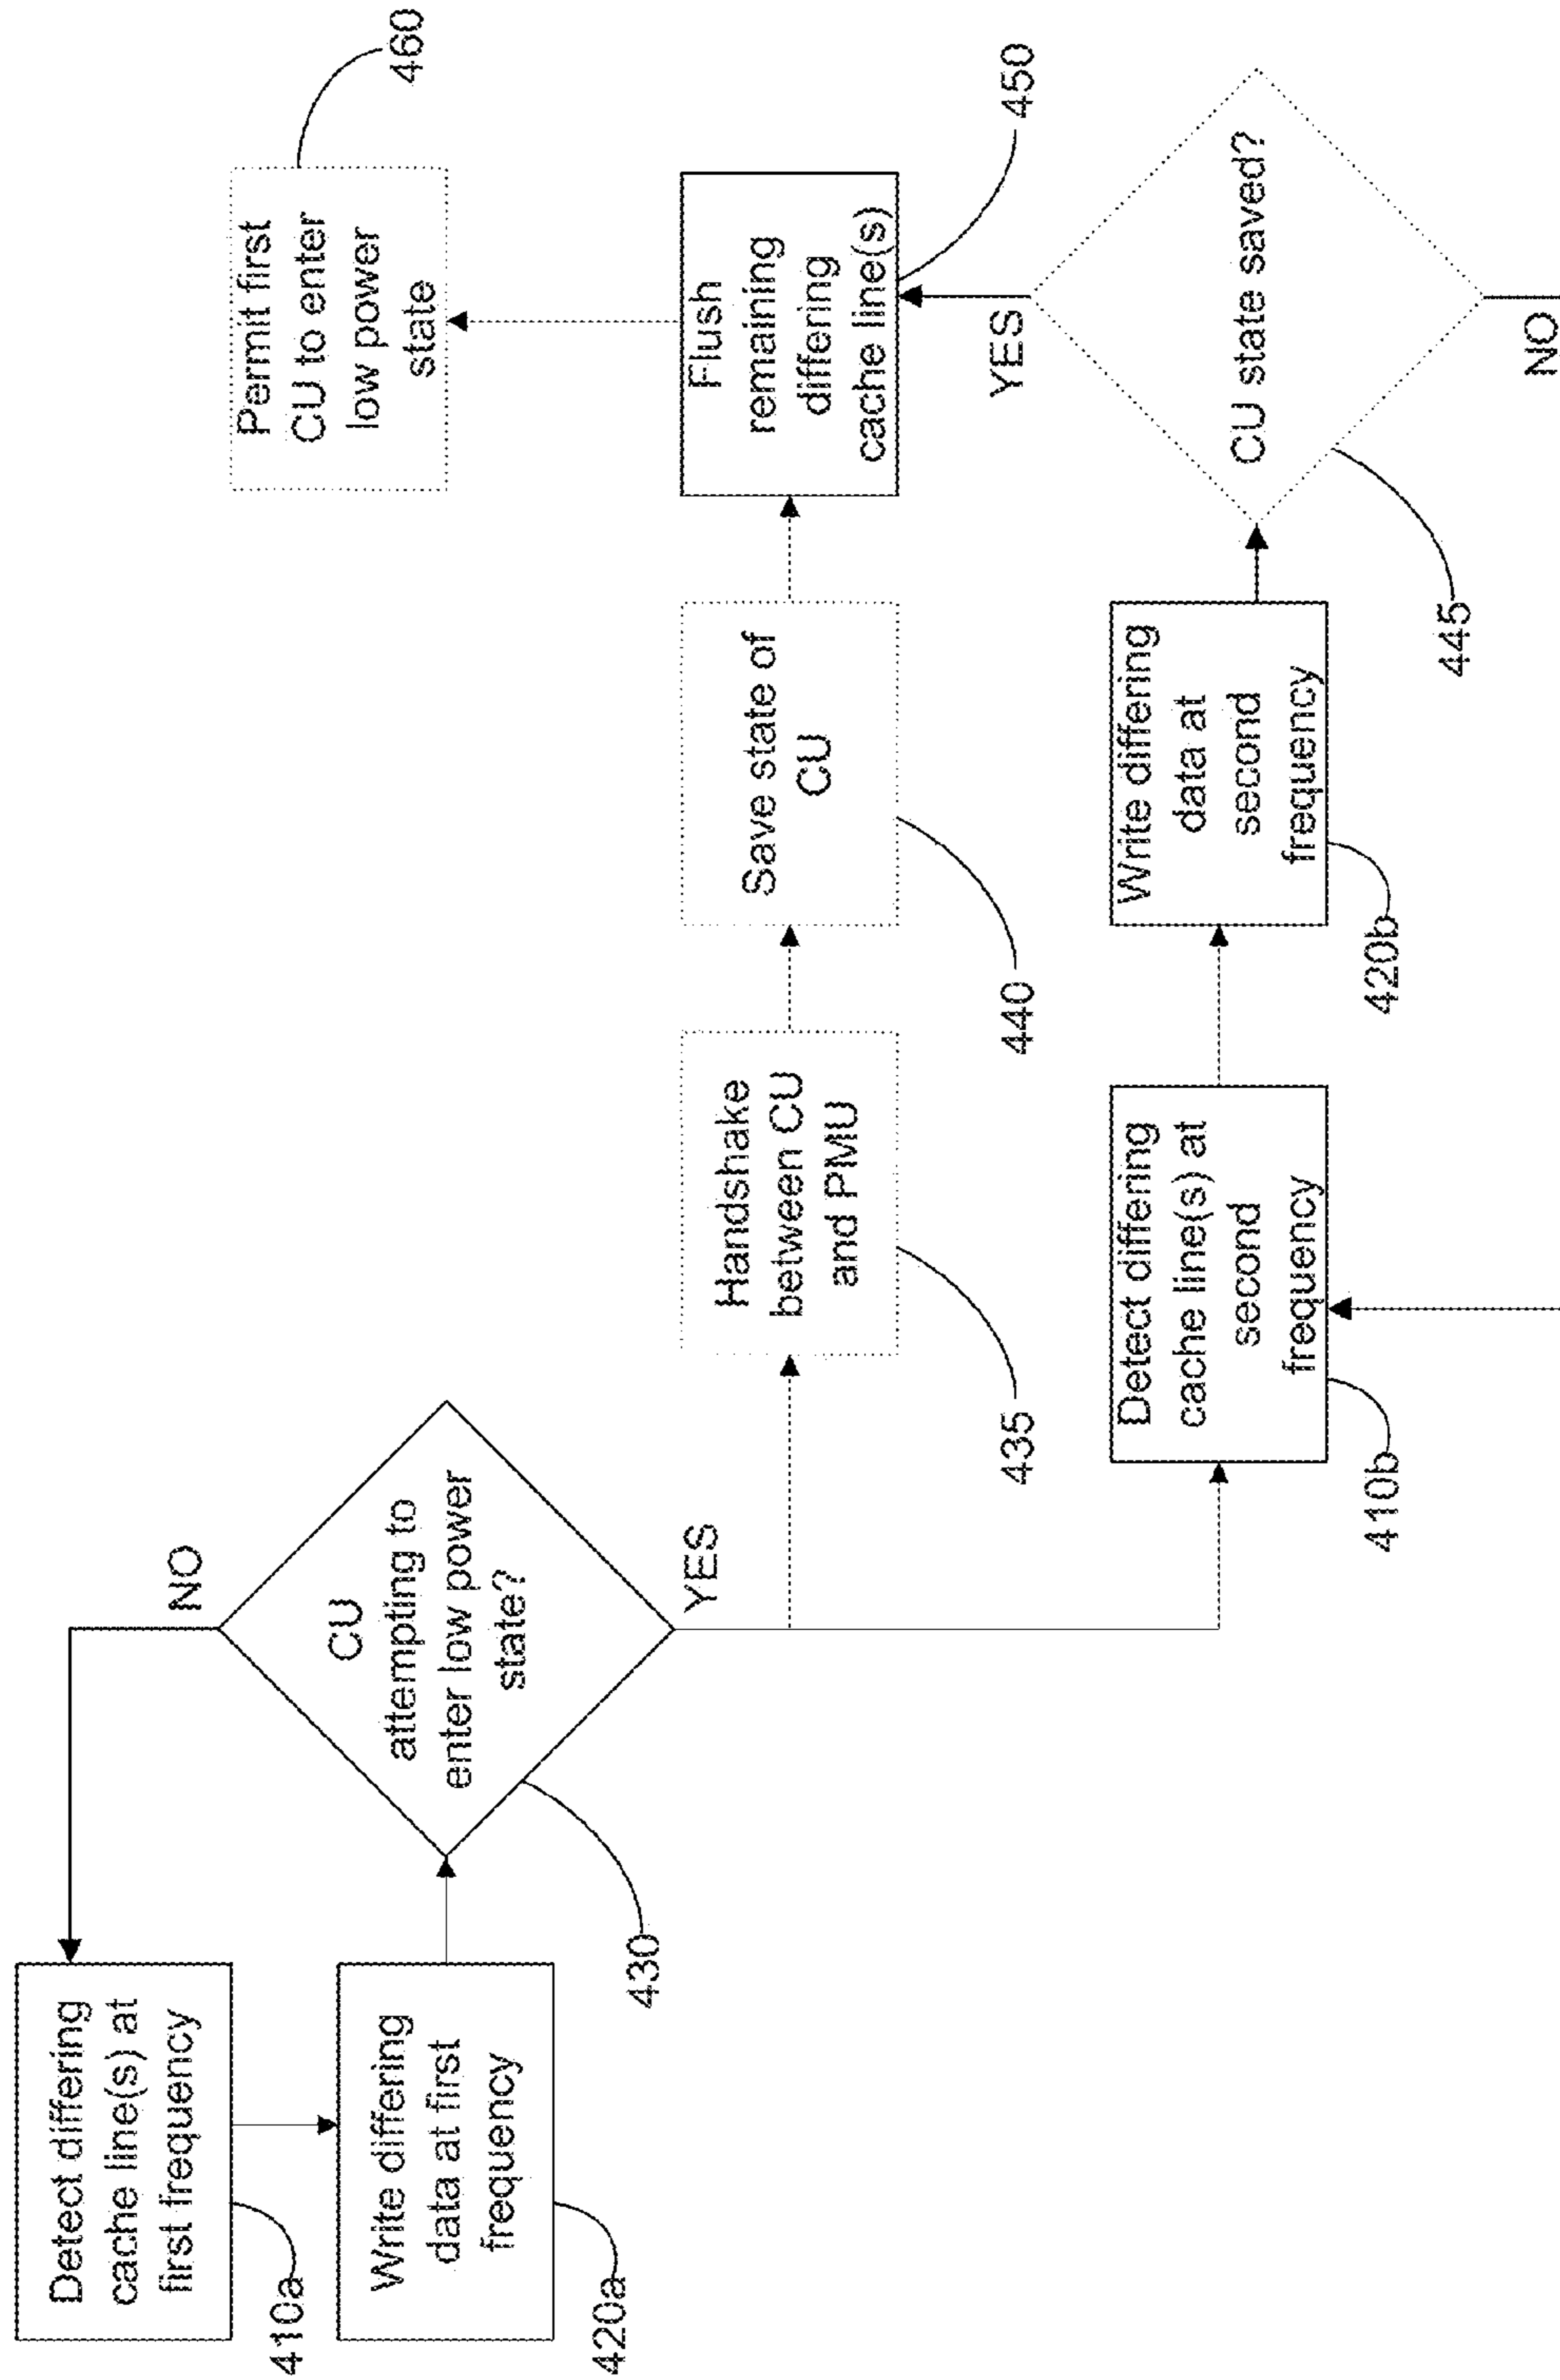 Detect differing
cache line(s) at
first frequency
410a
Write differing
data at first
frequency
420a
NO
CU
attempting to
enter low power
state?
430
YES
Handshake
between CU
and PMU
435
Save state of
CU
440
Flush
remaining
differing
cache line(s)
450
Permit first
CU to enter
low power
state
460
Detect differing
cache line(s) at
second
frequency
410b
Write differing
data at
second
frequency
420b
CU state saved?
445
YES
NO